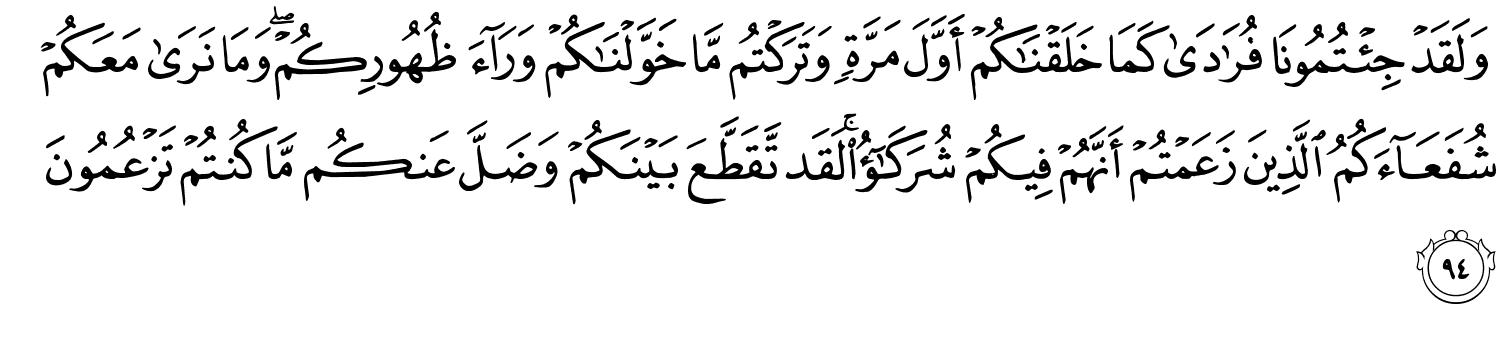 وَلَقَدْ جِئْتُمُونَا فُرَٰدَىٰ كَمَا خَلَقْنَٰكُمْ أَوَّلَ مَرَّةٍ وَتَرَكْتُم مَّا خَوَّلْنَٰكُمْ وَرَآءَ ظُهُورِكُمْ ۖ وَمَا نَرَىٰ مَعَكُمْ
شُفَعَآءَكُمُ ٱلَّذِينَ زَعَمْتُمْ أَنَّهُمْ فِيكُمْ شُرَكَٰٓؤُا۟ ۚ لَقَد تَّقَطَّعَ بَيْنَكُمْ وَضَلَّ عَنكُم مَّا كُنتُمْ تَزْعُمُونَ
٩٤